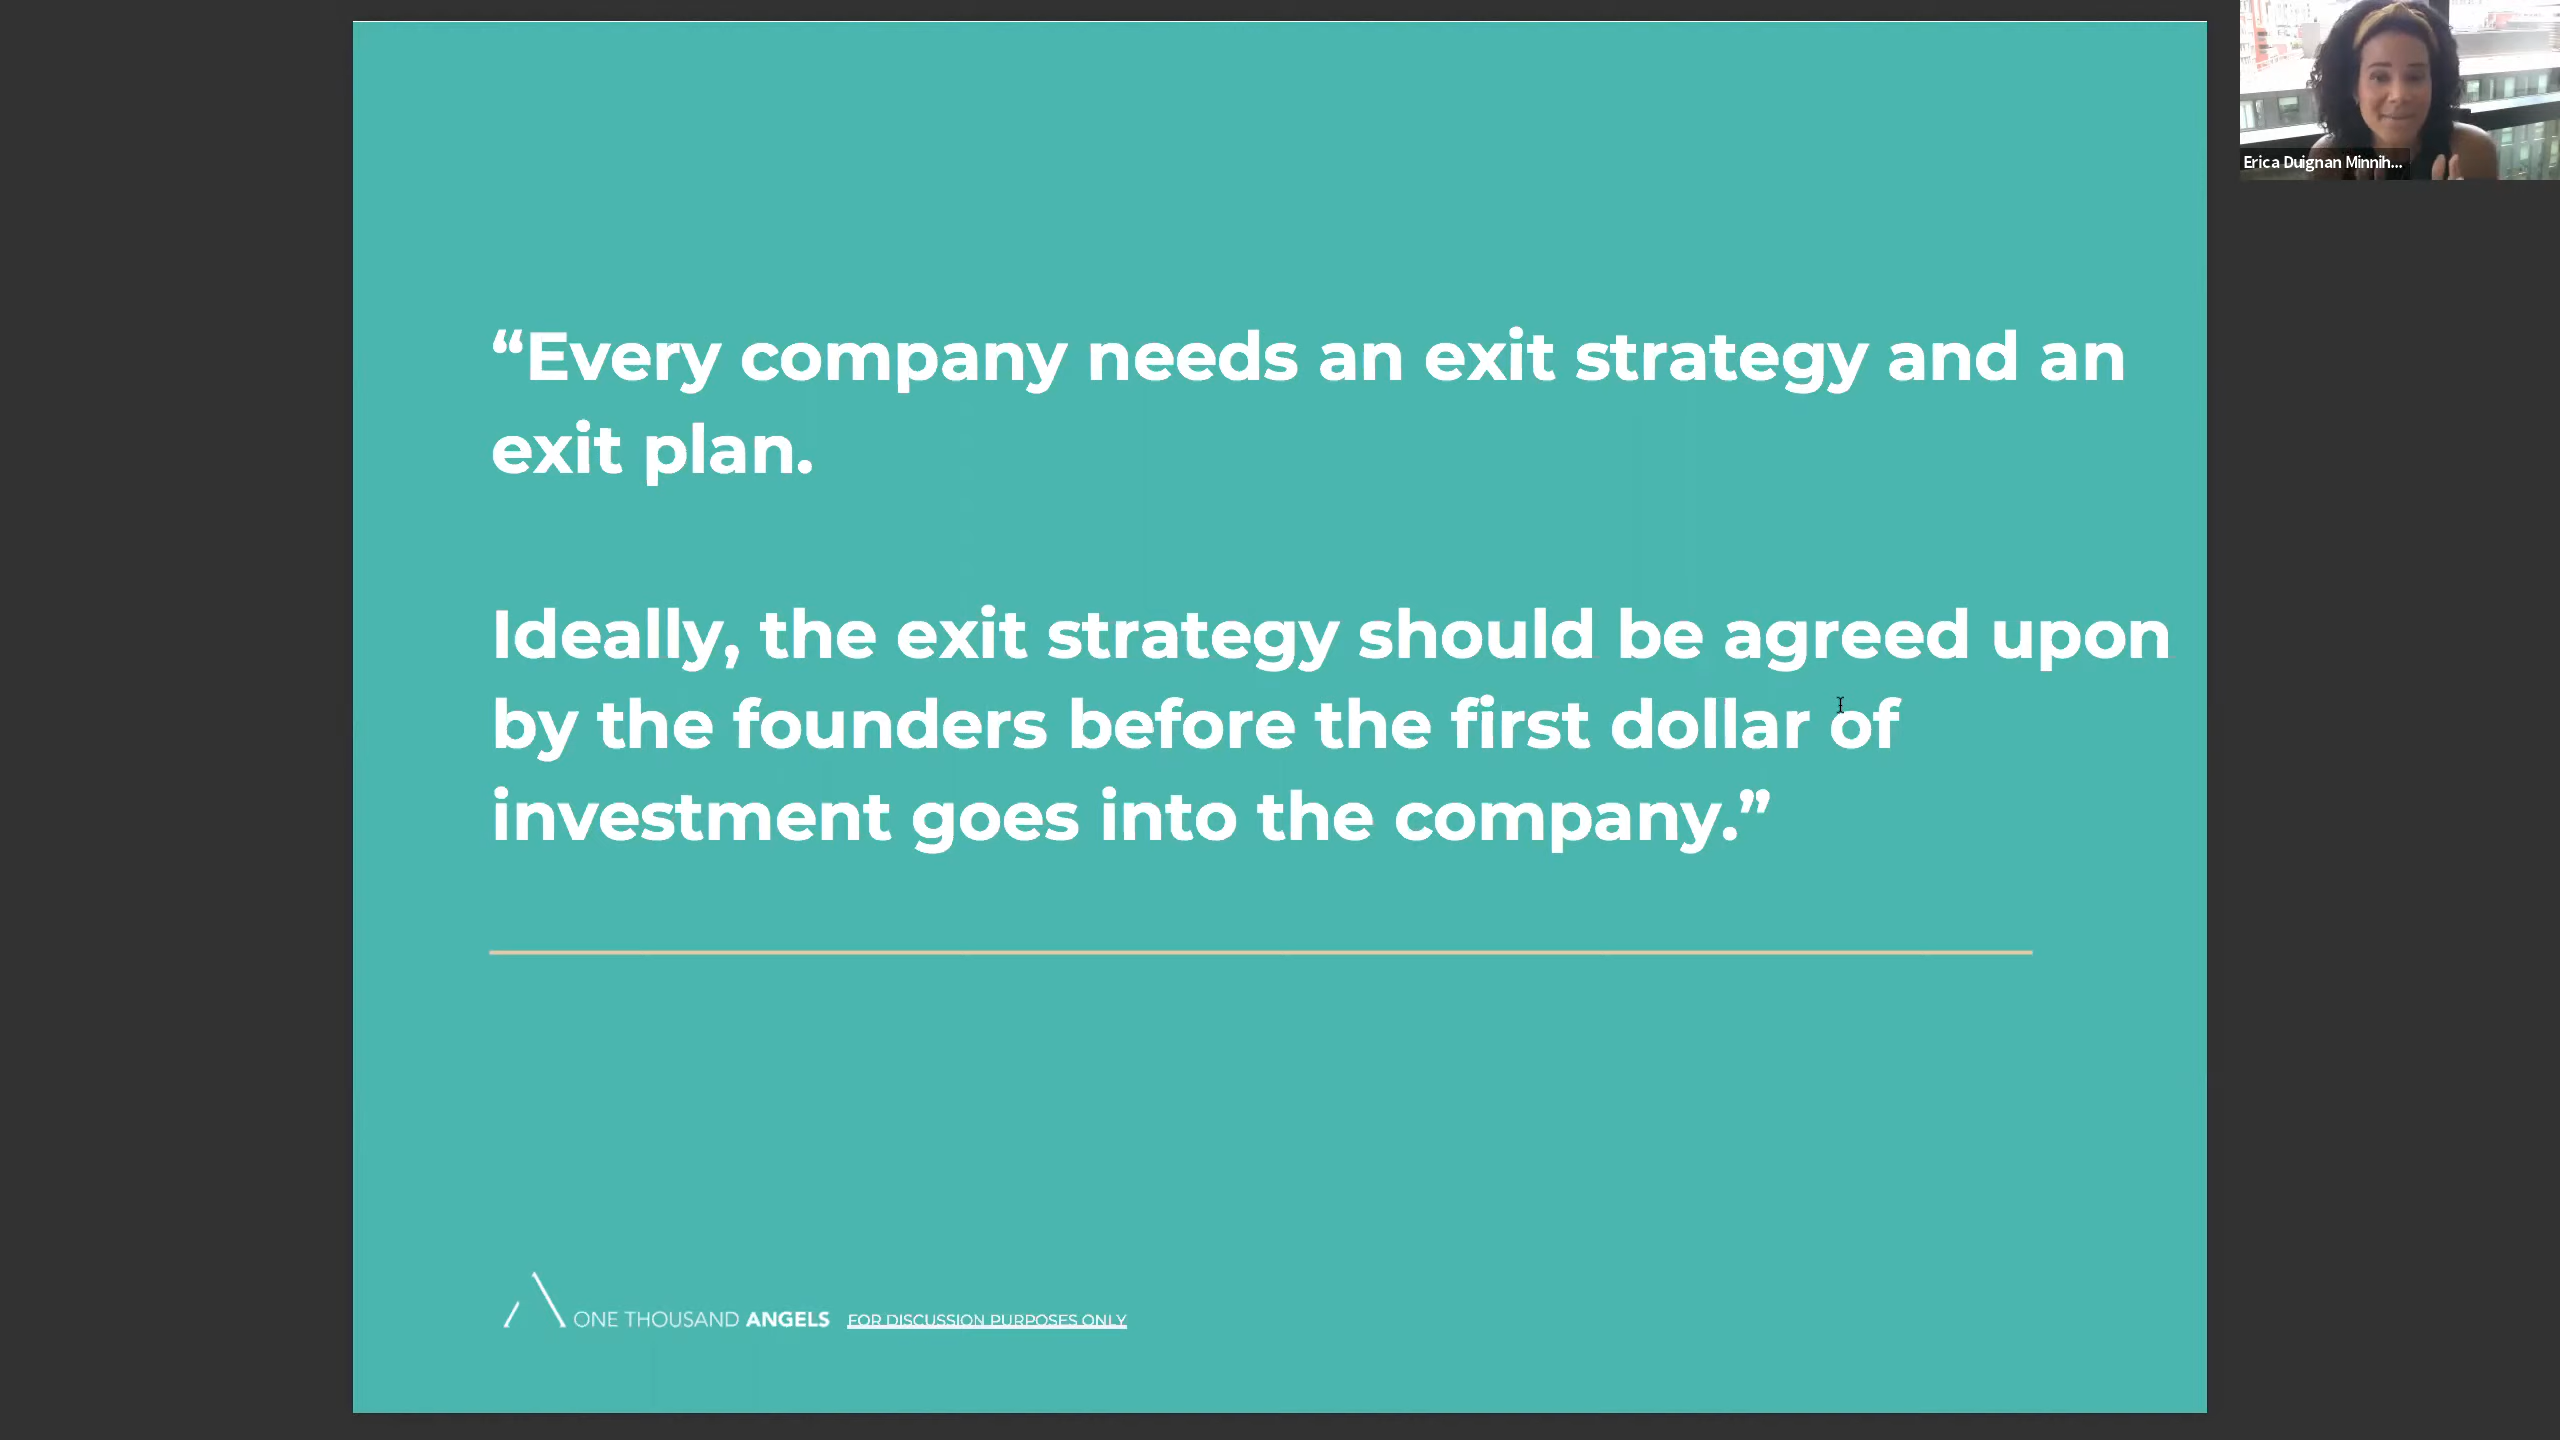 Erica Duignan Minnih...
“Every company needs an exit strategy and an
exit plan.
Ideally, the exit strategy should be agreed upon
by the founders before the first dollar of
investment goes into the company.”
ONE THOUSAND ANGELS FOR DISCUSSION PURPOSES ONLY